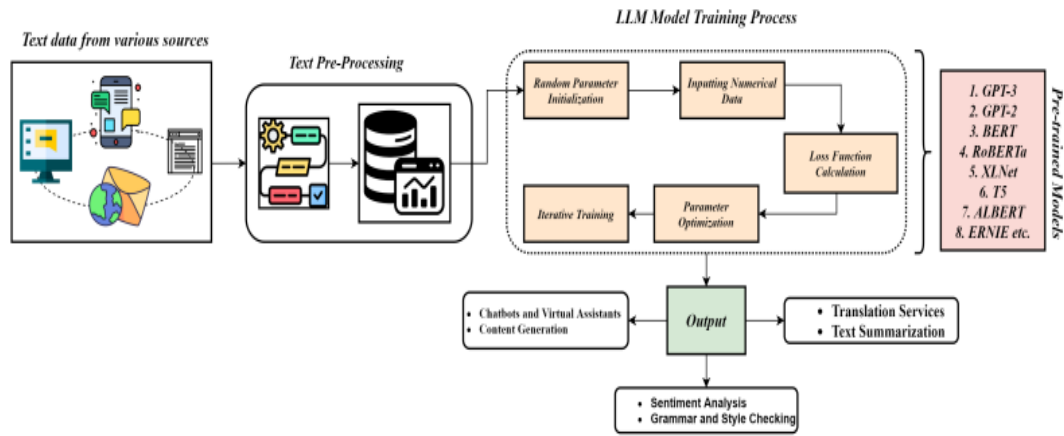 LLM Model Training Process
Text data from various sources
Text Pre-Processing
Random Parameter
Initialization
Inputting Numerical
Data
Loss Function
Calculation
Parameter
Optimization
Iterative Training
1. GPT-3
2. GPT-2
3. BERT
4. RoBERTa
5. XLNet
6. T5
7. ALBERT
8. ERNIE etc.
Pre-trained Models
• Chatbots and Virtual Assistants
• Content Generation
Output
• Translation Services
• Text Summarization
• Sentiment Analysis
• Grammar and Style Checking